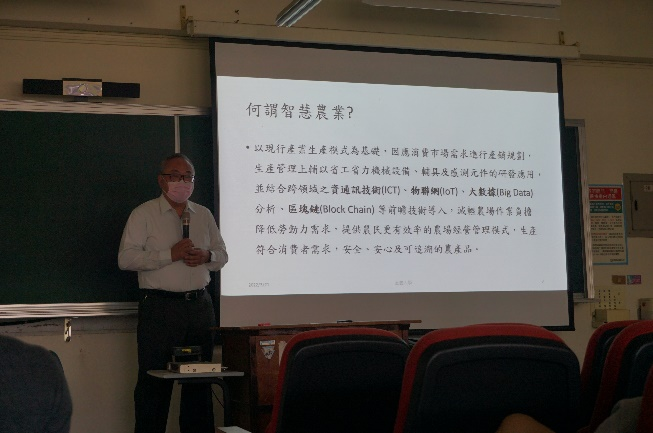 何謂智慧農業?
• 以現行產業生產模式為基礎，因應消費市場需求進行產銷規劃，
生產管理上輔以省工省力機械設備、輔具及感測元件的研發應用，
並結合跨領域之資通訊技術(ICT)、物聯網(IoT)、大數據(Big Data)
分析、區塊鏈(Block Chain) 等前瞻技術導入，減輕農場作業負擔
降低勞動力需求、提供農民更有效率的農場經營管理模式，生產
符合消費者需求，安全、安心及可追溯的農產品。